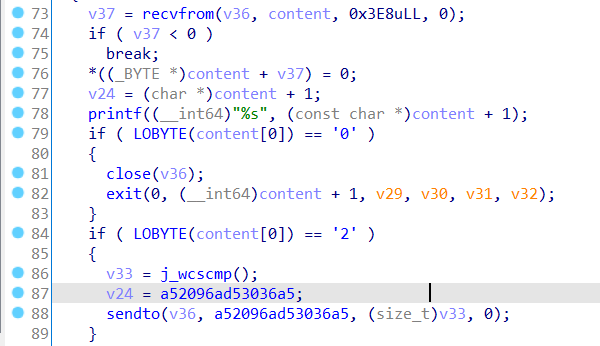 73 v37 = recvfrom(v36, content, 0x3E8uLL, 0);
74 if ( v37 < 0 )
75 break;
76 *((_BYTE *)content + v37) = 0;
77 v24 = (char *)content + 1;
78 printf((__int64)"%s", (const char *)content + 1);
79 if ( LOBYTE(content[0]) == '0' )
80 {
81 close(v36);
82 exit(0, (__int64)content + 1, v29, v30, v31, v32);
83 }
84 if ( LOBYTE(content[0]) == '2' )
85 {
86 v33 = j_wcscmp();
87 v24 = a52096ad53036a5;
88 sendto(v36, a52096ad53036a5, (size_t)v33, 0);
89 }